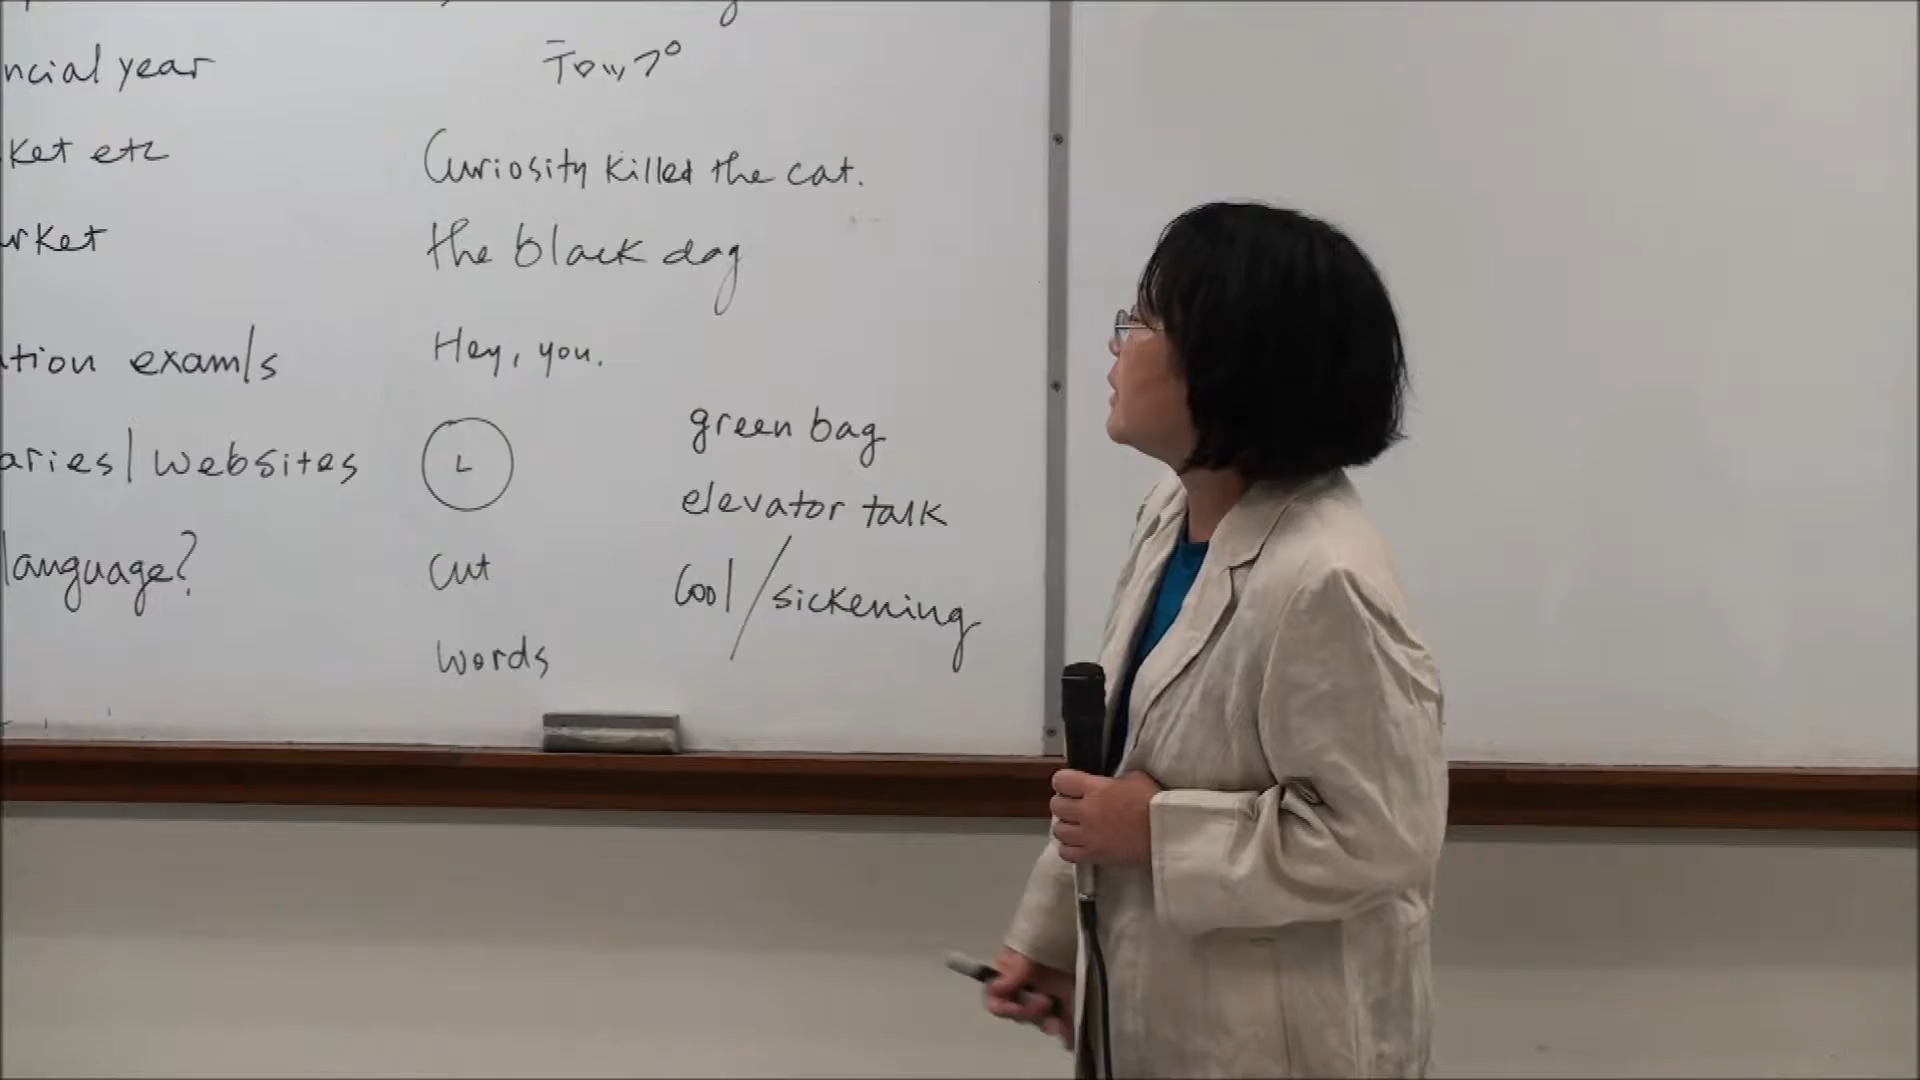 ncial year
ket etc
rket
tion exam/s
aries/websites
language?
Curiosity killed the cat.
the black dog
Hey, you.
L
cut
words
green bag
elevator talk
Cool/sickening